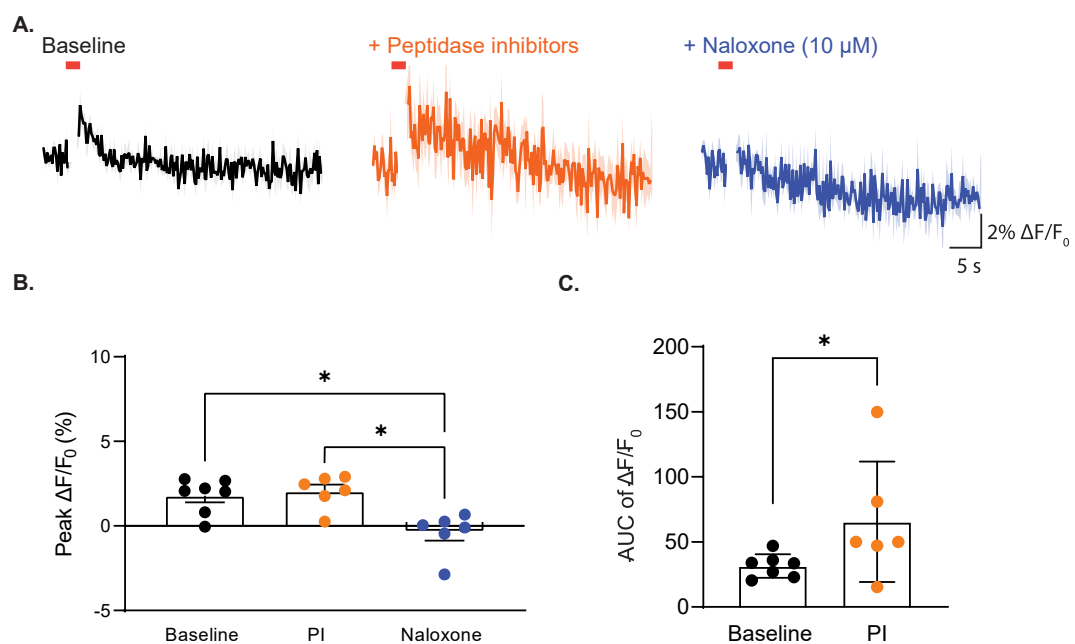 A.
Baseline
+ Peptidase inhibitors
+ Naloxone (10 µM)
2% ΔF/F₀
5 s
B.
10
5
0
-5
Peak ΔF/F₀ (%)
*
*
Baseline
PI
Naloxone
C.
200
150
100
50
0
AUC of ΔF/F₀
*
Baseline
PI